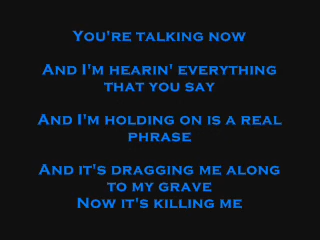 You're talking now
And I'm hearin' everything
that you say
And I'm holding on is a real
phrase
And it's dragging me along
to my grave
Now it's killing me